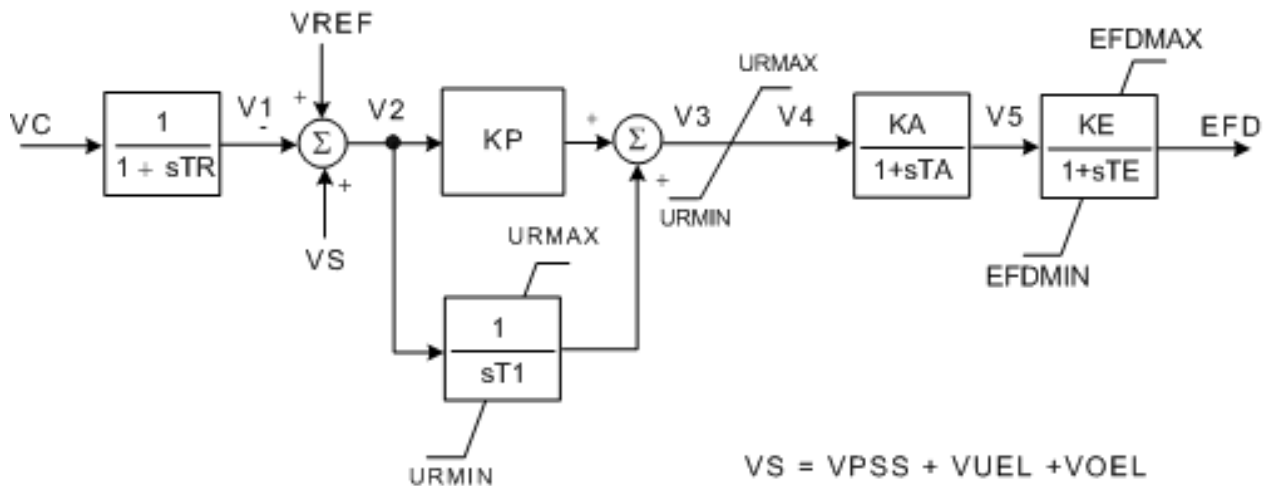 VREF
EFDMAX
URMAX
VC
1
1 + sTR
V1
-
+
Σ
+
V2
KP
+
Σ
+
V3
V4
KA
1+sTA
V5
KE
1+sTE
EFD
URMIN
VS
URMAX
EFDMIN
1
sT1
URMIN
VS = VPSS + VUEL +VOEL